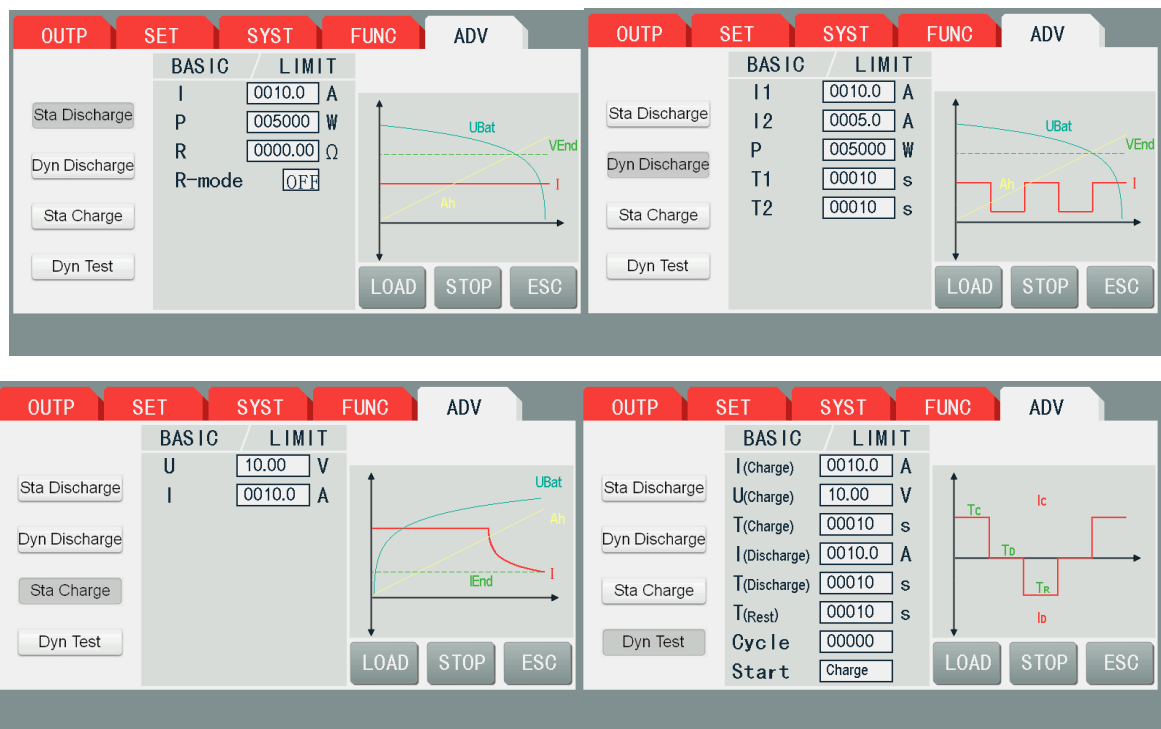 OUTP SET SYST FUNC ADV
BASIC / LIMIT
Sta Discharge
Dyn Discharge
Sta Charge
Dyn Test
I 0010.0 A
P 005000 W
R 0000.00 Ω
R-mode OFF
UBat
VEnd
I
Ah
LOAD STOP ESC
OUTP SET SYST FUNC ADV
BASIC / LIMIT
Sta Discharge
Dyn Discharge
Sta Charge
Dyn Test
I1 0010.0 A
I2 0005.0 A
P 005000 W
T1 00010 s
T2 00010 s
UBat
VEnd
Ah
I
LOAD STOP ESC
OUTP SET SYST FUNC ADV
BASIC / LIMIT
Sta Discharge
Dyn Discharge
Sta Charge
Dyn Test
U 10.00 V
I 0010.0 A
UBat
Ah
IEnd
I
LOAD STOP ESC
OUTP SET SYST FUNC ADV
BASIC / LIMIT
Sta Discharge
Dyn Discharge
Sta Charge
Dyn Test
I(Charge) 0010.0 A
U(Charge) 10.00 V
T(Charge) 00010 s
I(Discharge) 0010.0 A
T(Discharge) 00010 s
T(Rest) 00010 s
Cycle 00000
Start Charge
Ic
Tc
TD
TR
ID
LOAD STOP ESC